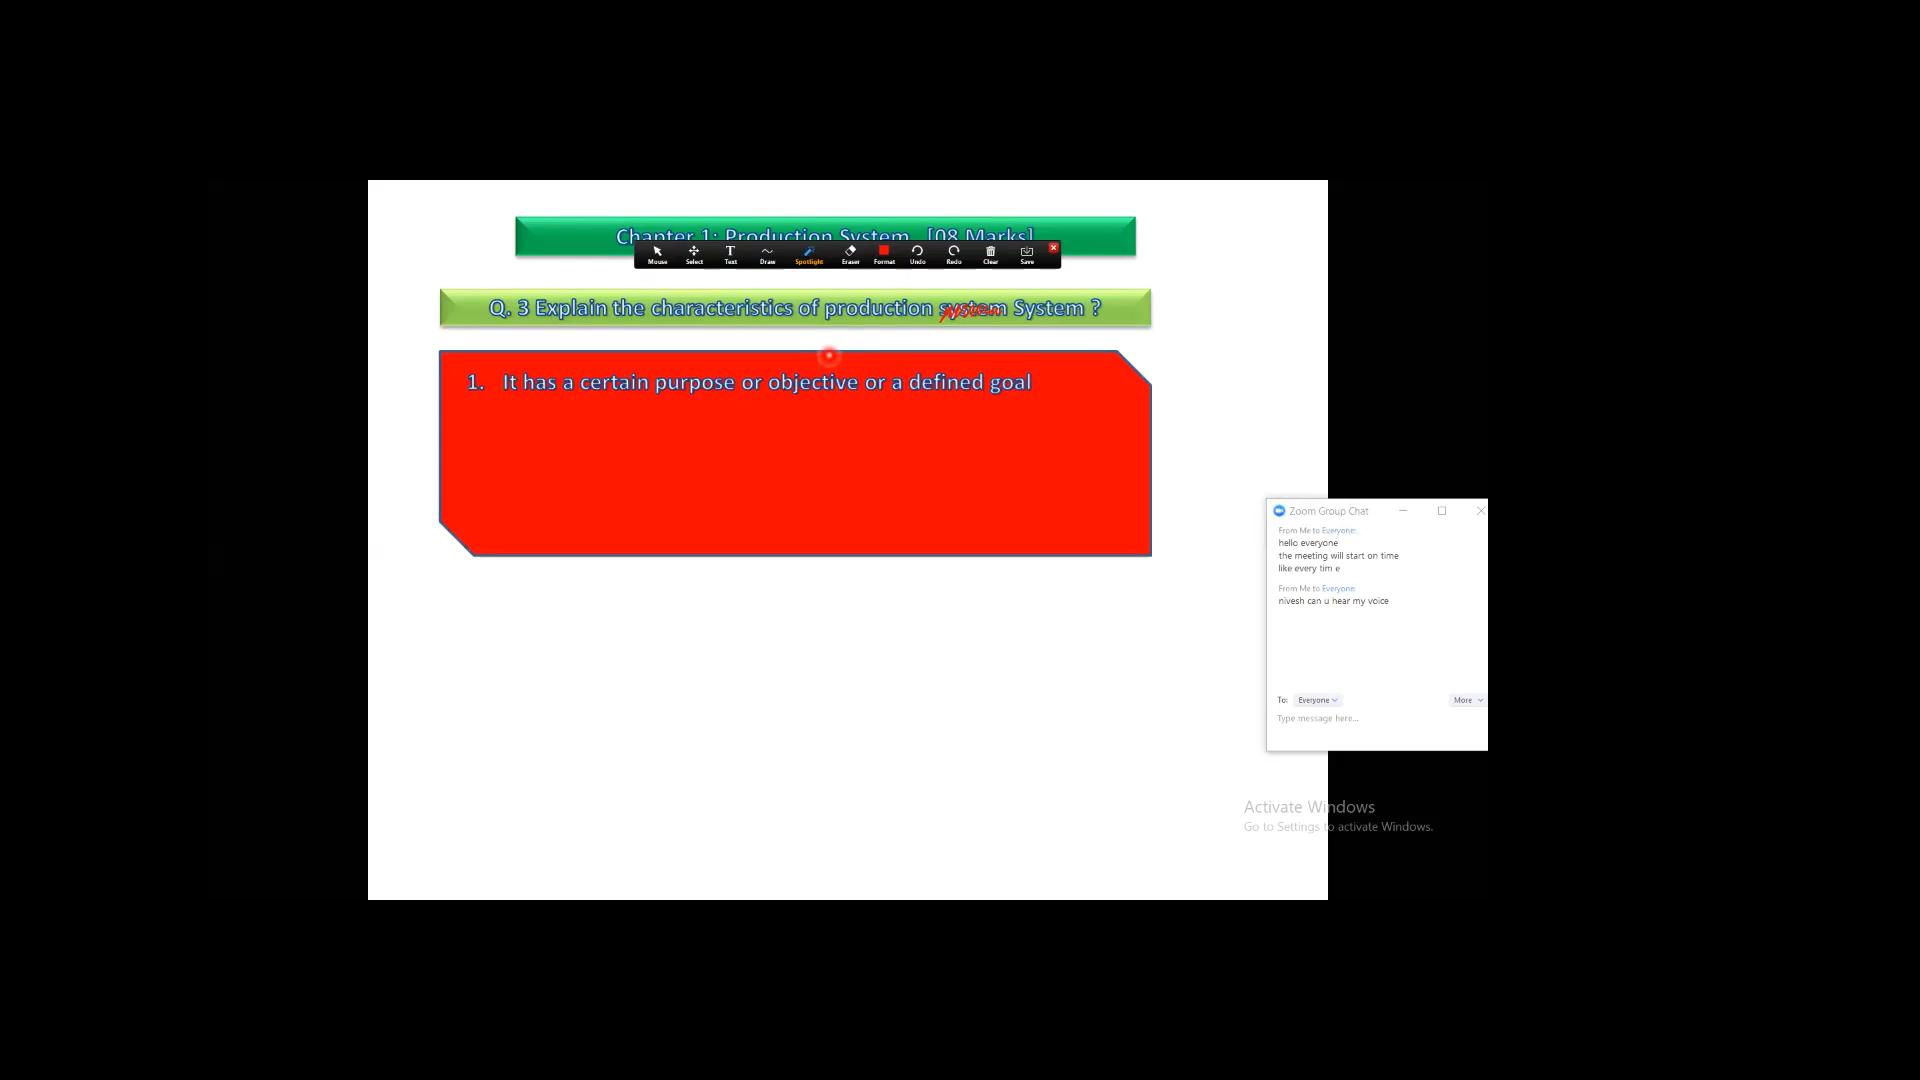 Chapter 1: Production System [08 Marks]
Mouse Select Text Draw Spotlight Eraser Format Undo Redo Clear Save
Q. 3 Explain the characteristics of production system System ?
1. It has a certain purpose or objective or a defined goal
Zoom Group Chat
From Me to Everyone:
hello everyone
the meeting will start on time
like every tim e
From Me to Everyone:
nivesh can u hear my voice
To: Everyone More
Type message here...
Activate Windows
Go to Settings to activate Windows.